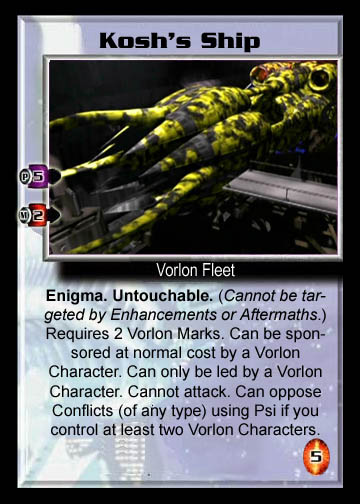 Kosh's Ship
P 5
M 2
Vorlon Fleet
Enigma. Untouchable. (Cannot be tar-
geted by Enhancements or Aftermaths.)
Requires 2 Vorlon Marks. Can be spon-
sored at normal cost by a Vorlon
Character. Can only be led by a Vorlon
Character. Cannot attack. Can oppose
Conflicts (of any type) using Psi if you
control at least two Vorlon Characters.
5